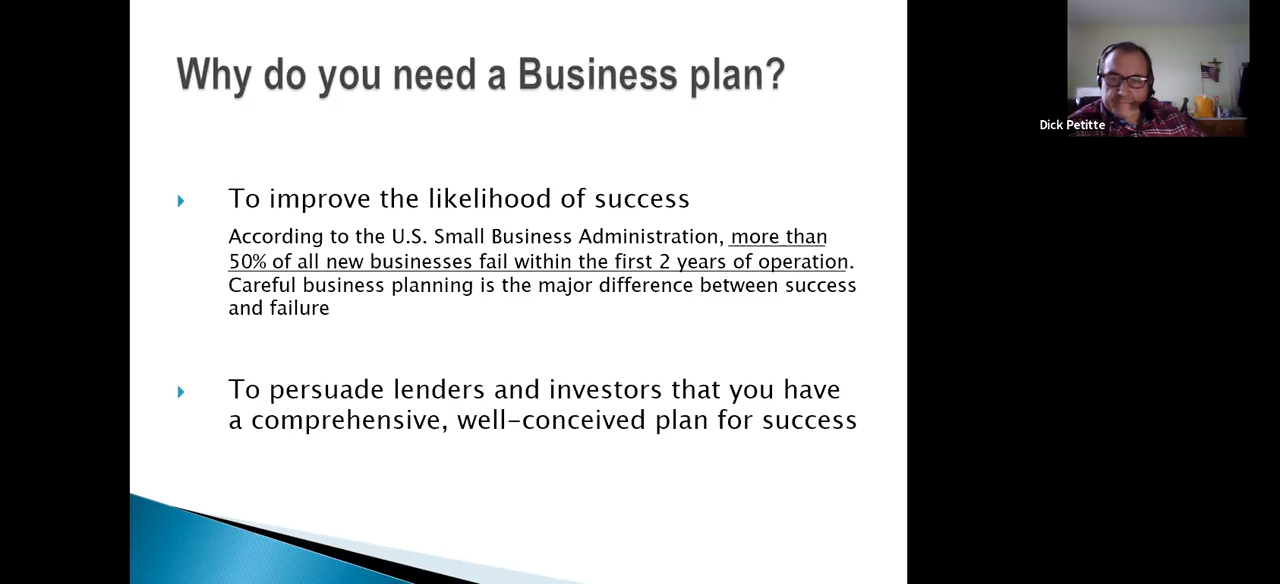 Why do you need a Business plan?
To improve the likelihood of success
According to the U.S. Small Business Administration, more than
50% of all new businesses fail within the first 2 years of operation.
Careful business planning is the major difference between success
and failure
To persuade lenders and investors that you have
a comprehensive, well-conceived plan for success
Dick Petitte